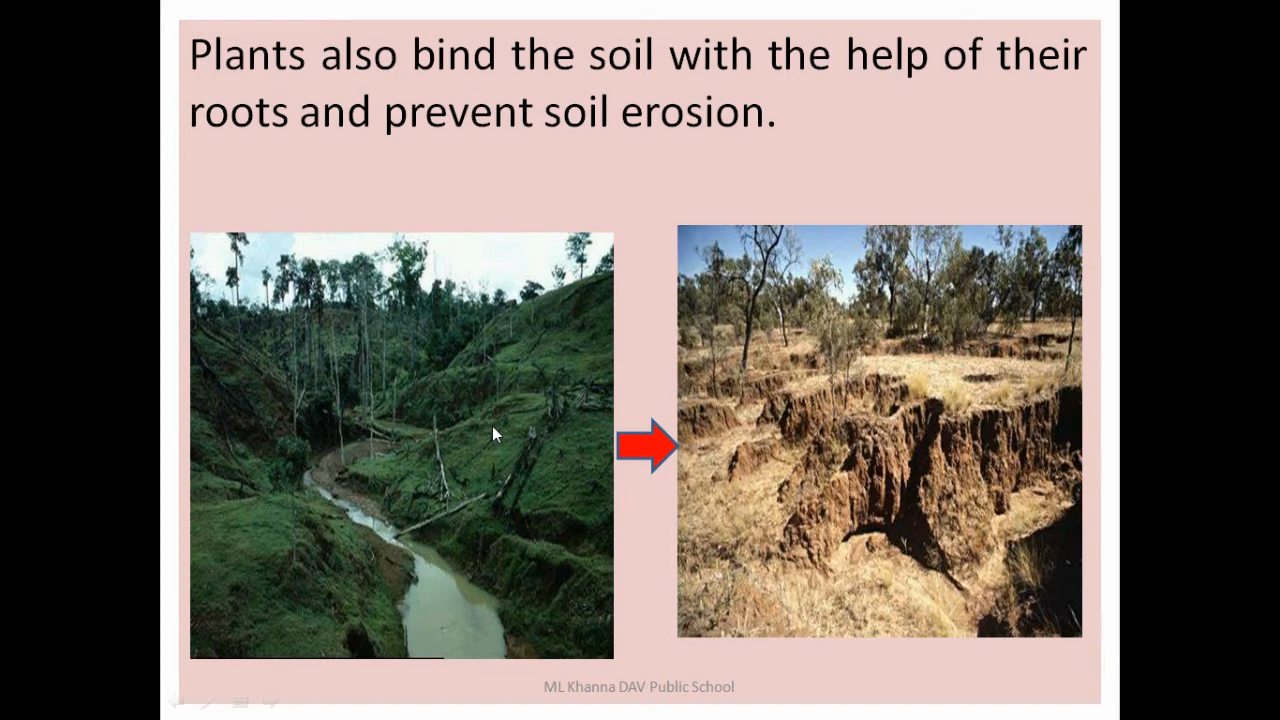 Plants also bind the soil with the help of their
roots and prevent soil erosion.
ML Khanna DAV Public School